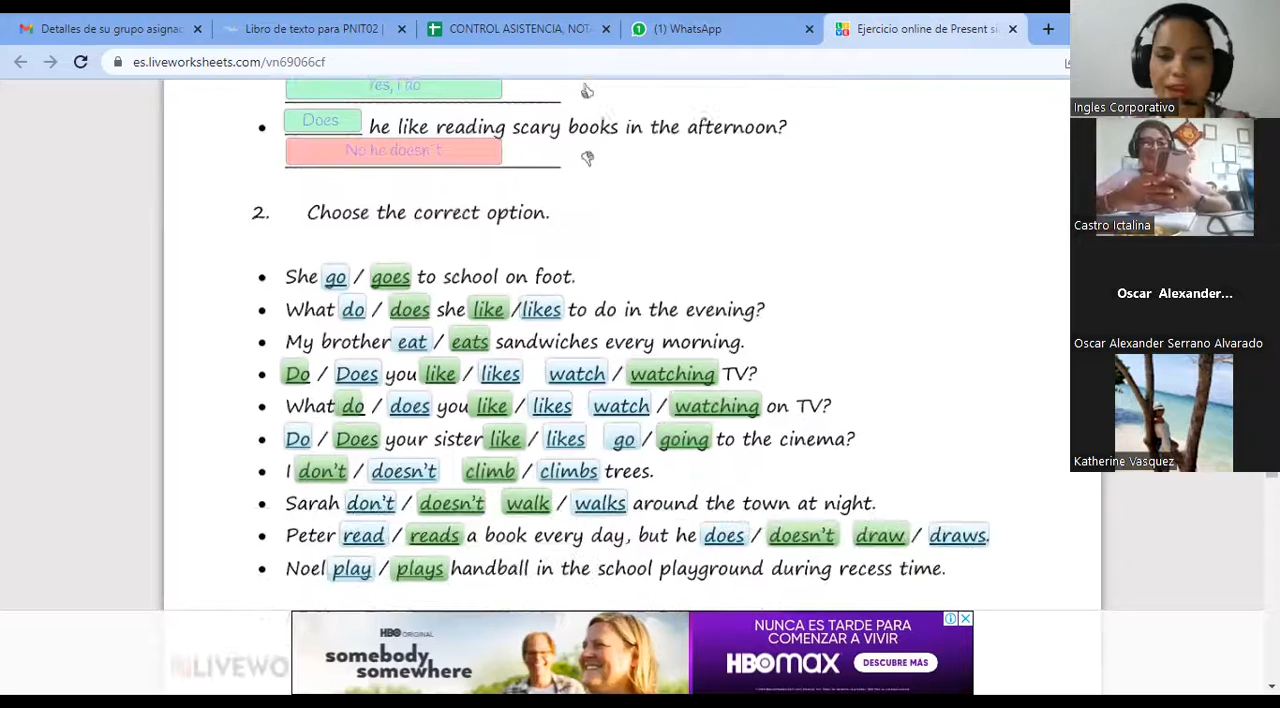 Detalles de su grupo asignac
Libro de texto para PNIT02 |
CONTROL ASISTENCIA, NOTA
(1) WhatsApp
Ejercicio online de Present si
es.liveworksheets.com/vn69066cf
Yes, I do
Does he like reading scary books in the afternoon?
No he doesn´t
2. Choose the correct option.
She go / goes to school on foot.
What do / does she like /likes to do in the evening?
My brother eat / eats sandwiches every morning.
Do / Does you like / likes watch / watching TV?
What do / does you like / likes watch / watching on TV?
Do / Does your sister like / likes go / going to the cinema?
I don't / doesn't climb / climbs trees.
Sarah don't / doesn't walk / walks around the town at night.
Peter read / reads a book every day, but he does / doesn't draw / draws.
Noel play / plays handball in the school playground during recess time.
LIVEWO
HBO ORIGINAL
somebody
somewhere
NUNCA ES TARDE PARA
COMENZAR A VIVIR
HBOMAX
DESCUBRE MÁS
Ingles Corporativo
Castro Ictalina
Oscar Alexander...
Oscar Alexander Serrano Alvarado
Katherine Vasquez